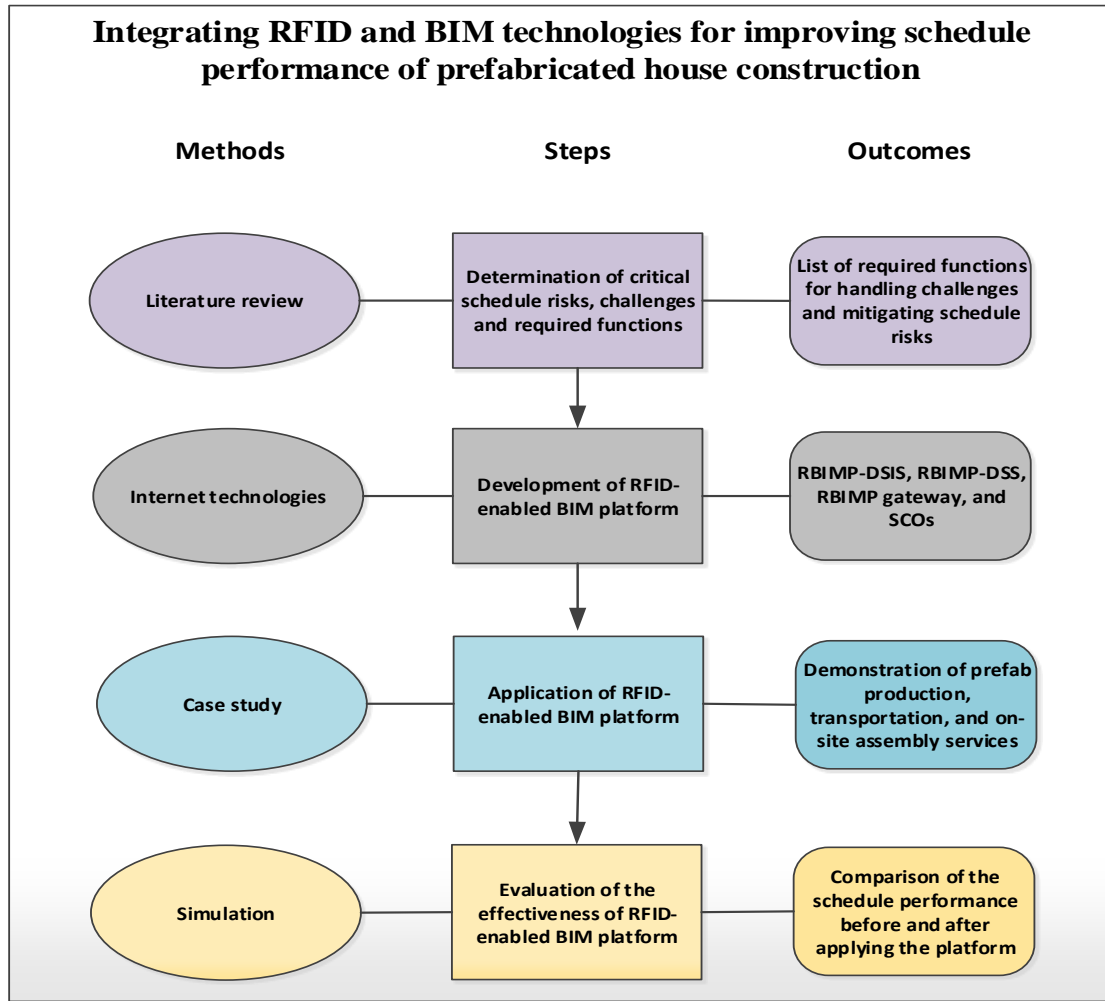 Integrating RFID and BIM technologies for improving schedule
performance of prefabricated house construction
Methods
Steps
Outcomes
Literature review
Determination of critical
schedule risks, challenges
and required functions
List of required functions
for handling challenges
and mitigating schedule
risks
Internet technologies
Development of RFID-
enabled BIM platform
RBIMP-DSIS, RBIMP-DSS,
RBIMP gateway, and
SCOs
Case study
Application of RFID-
enabled BIM platform
Demonstration of prefab
production,
transportation, and on-
site assembly services
Simulation
Evaluation of the
effectiveness of RFID-
enabled BIM platform
Comparison of the
schedule performance
before and after
applying the platform